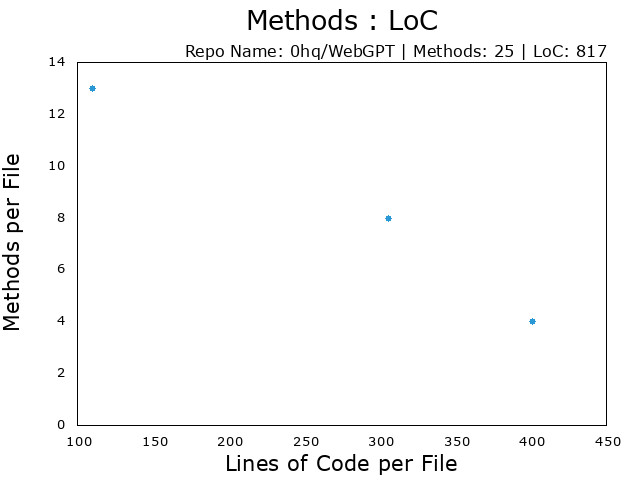 Methods : LoC
Repo Name: 0hq/WebGPT | Methods: 25 | LoC: 817
14
12
10
8
6
4
2
0
Methods per File
100 150 200 250 300 350 400 450
Lines of Code per File